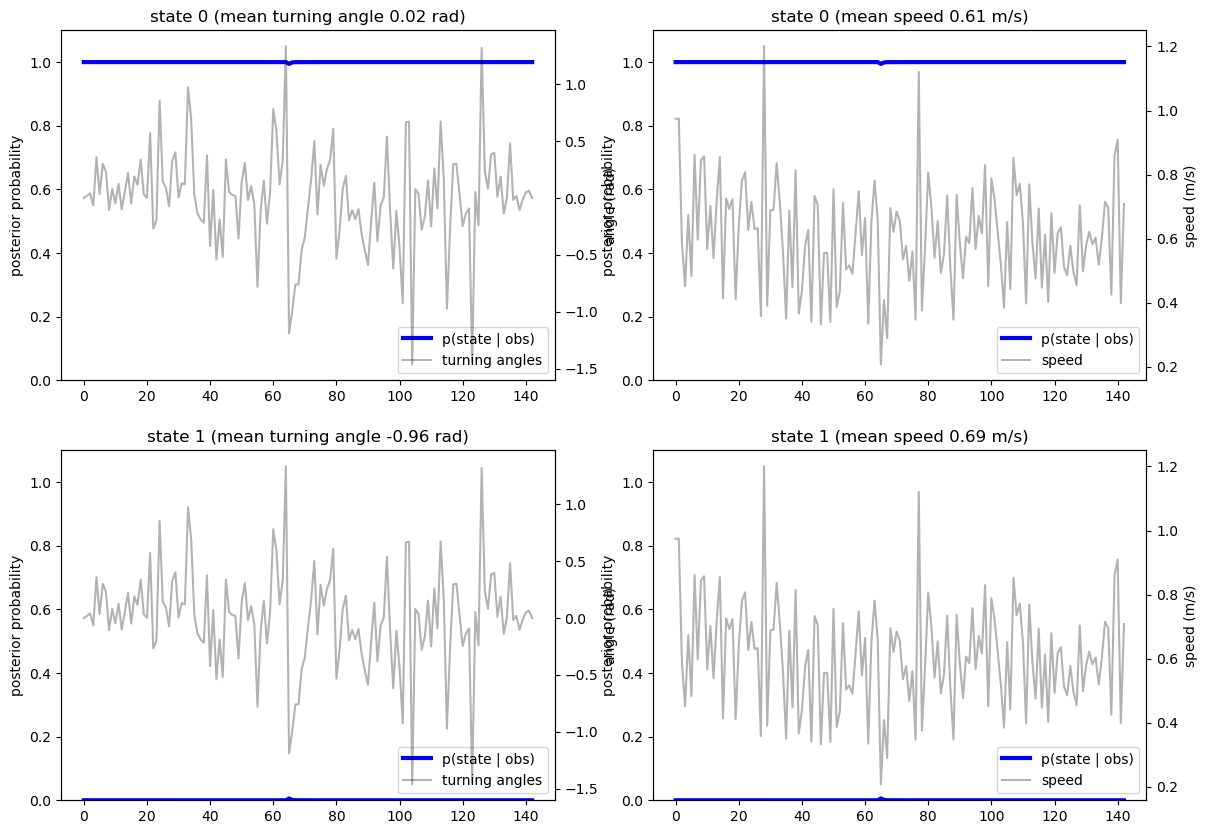 state 0 (mean turning angle 0.02 rad)
posterior probability
1.0
0.8
0.6
0.4
0.2
0.0
0 20 40 60 80 100 120 140
1.0
0.5
0.0
−0.5
−1.0
−1.5
angle (rad)
p(state | obs)
turning angles
state 0 (mean speed 0.61 m/s)
posterior probability
1.0
0.8
0.6
0.4
0.2
0.0
0 20 40 60 80 100 120 140
1.2
1.0
0.8
0.6
0.4
0.2
speed (m/s)
p(state | obs)
speed
state 1 (mean turning angle -0.96 rad)
posterior probability
1.0
0.8
0.6
0.4
0.2
0.0
0 20 40 60 80 100 120 140
1.0
0.5
0.0
−0.5
−1.0
−1.5
angle (rad)
p(state | obs)
turning angles
state 1 (mean speed 0.69 m/s)
posterior probability
1.0
0.8
0.6
0.4
0.2
0.0
0 20 40 60 80 100 120 140
1.2
1.0
0.8
0.6
0.4
0.2
speed (m/s)
p(state | obs)
speed